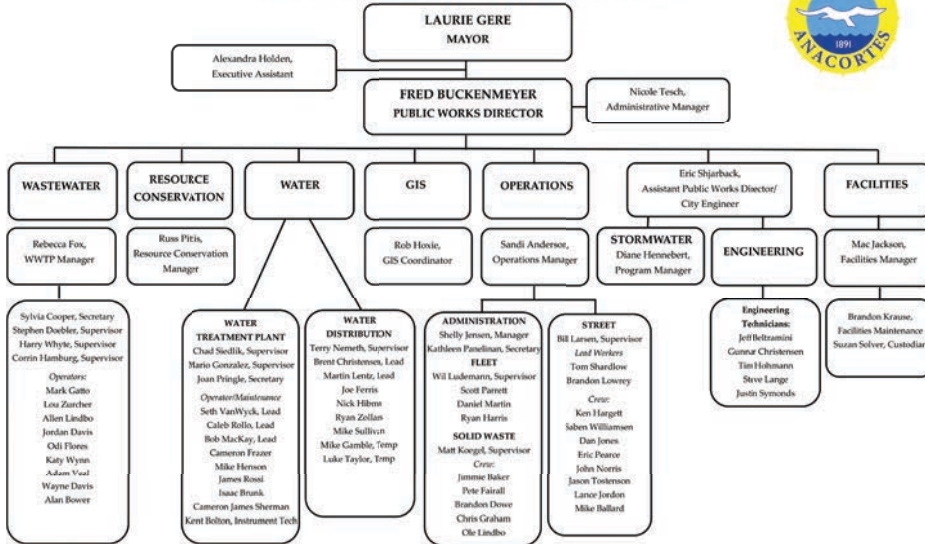 LAURIE GERE
MAYOR
1891
ANACORTES
Alexandra Holden,
Executive Assistant
FRED BUCKENMEYER
PUBLIC WORKS DIRECTOR
Nicole Tesch,
Administrative Manager
WASTEWATER
RESOURCE
CONSERVATION
WATER
GIS
OPERATIONS
Eric Shjarback,
Assistant Public Works Director/
City Engineer
FACILITIES
Rebecca Fox,
WWTP Manager
Russ Pittis,
Resource Conservation
Manager
Rob Hoxie,
GIS Coordinator
Sandi Andersor,
Operations Manager
STORMWATER
Diane Hennebert,
Program Manager
ENGINEERING
Mac Jackson,
Facilities Manager
Sylvia Cooper, Secretary
Stephen Doebler, Supervisor
Harry Whyte, Supervisor
Corrin Hamburg, Supervisor
Operators:
Mark Gatto
Lou Zurcher
Allen Lindbo
Jordan Davis
Odi Flores
Katy Wynn
Adam Veal
Wayne Davis
Alan Bower
WATER
TREATMENT PLANT
Chad Siedlik, Supervisor
Mario Gonzalez, Supervisor
Joan Pringle, Secretary
Operator/Maintenance
Seth VanWyck, Lead
Caleb Rollo, Lead
Bob MacKay, Lead
Cameron Frazer
Mike Henson
James Rossi
Isaac Brunk
Cameron James Sherman
Kent Bolton, Instrument Tech
WATER
DISTRIBUTION
Terry Nemeth, Supervisor
Brent Christensen, Lead
Martin Lentz, Lead
Joe Ferris
Nick Hibms
Ryan Zollars
Mike Sullivan
Mike Gamble, Temp
Luke Taylor, Temp
ADMINISTRATION
Shelly Jensen, Manager
Kathleen Panelinan, Secretary
FLEET
Wil Ludemann, Supervisor
Scott Parrett
Daniel Martin
Ryan Harris
SOLID WASTE
Matt Koegel, Supervisor
Crew:
Jimmie Baker
Pete Fairall
Brandon Dowe
Chris Graham
Ole Lindbo
STREET
Bill Larsen, Supervisor
Lead Workers
Tom Shardlow
Brandon Lowrey
Crew:
Ken Hargett
Saben Williamsen
Dan Jones
Eric Pearce
John Norris
Jason Tostenson
Lance Jordon
Mike Ballard
Engineering
Technicians:
Jeff Beltramini
Gunnar Christensen
Tim Hohmann
Steve Lange
Justin Symonds
Brandon Krause,
Facilities Maintenance
Suzan Solver, Custodian